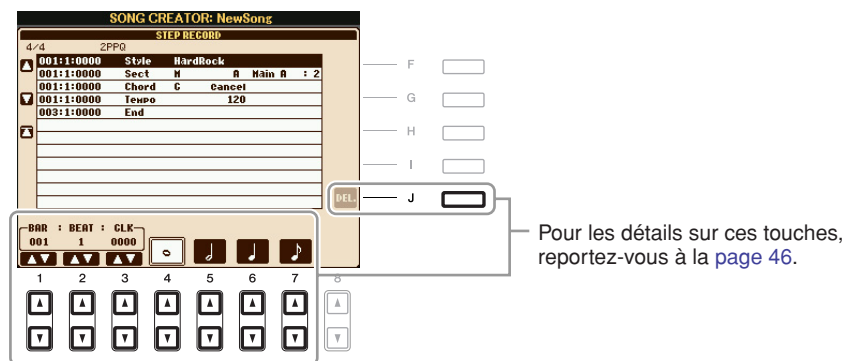 SONG CREATOR: NewSong
STEP RECORD
4/4 2PPQ
001:1:0000 Style HardRock
001:1:0000 Sect M A Main A : 2
001:1:0000 Chord C Cancel
001:1:0000 Tempo 120
003:1:0000 End
F
G
H
I
DEL. J
BAR : BEAT : CLK
001 1 0000
1 2 3 4 5 6 7 8
Pour les détails sur ces touches,
reportez-vous à la page 46.